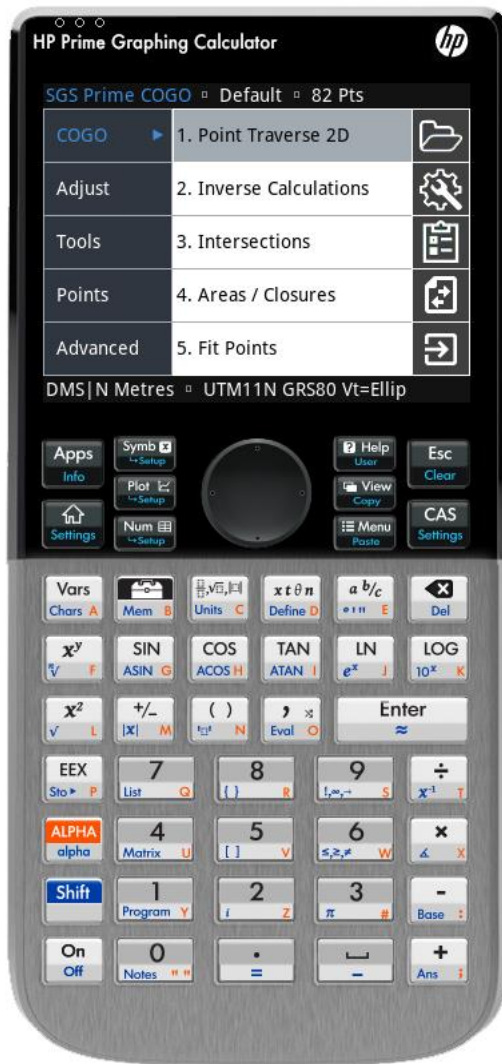 HP Prime Graphing Calculator hp
SGS Prime COGO ▫ Default ▫ 82 Pts
COGO ▶ 1. Point Traverse 2D
Adjust 2. Inverse Calculations
Tools 3. Intersections
Points 4. Areas / Closures
Advanced 5. Fit Points
DMS|N Metres ▫ UTM11N GRS80 Vt=Ellip
Apps Symb x ? Help Esc
Info ↪Setup User Clear
Plot View
↪Setup Copy
CAS
Settings Num Menu Settings
↪Setup Paste
Vars x t θ n a b/c
Chars A Mem B Units C Define D ° ' " E Del
x^y SIN COS TAN LN LOG
F ASIN G ACOS H ATAN I e^x J 10^x K
x² +/- ( ) , Enter
√ L |x| M N Eval O ≈
EEX 7 8 9 ÷
Sto ▶ P List Q { } R !,∞,→ S x⁻¹ T
ALPHA 4 5 6 ×
alpha Matrix U [ ] V ≤,≥,≠ W ∡ X
Shift 1 2 3 -
Program Y i Z π # Base :
On 0 . +
Off Notes " " = _ Ans ;